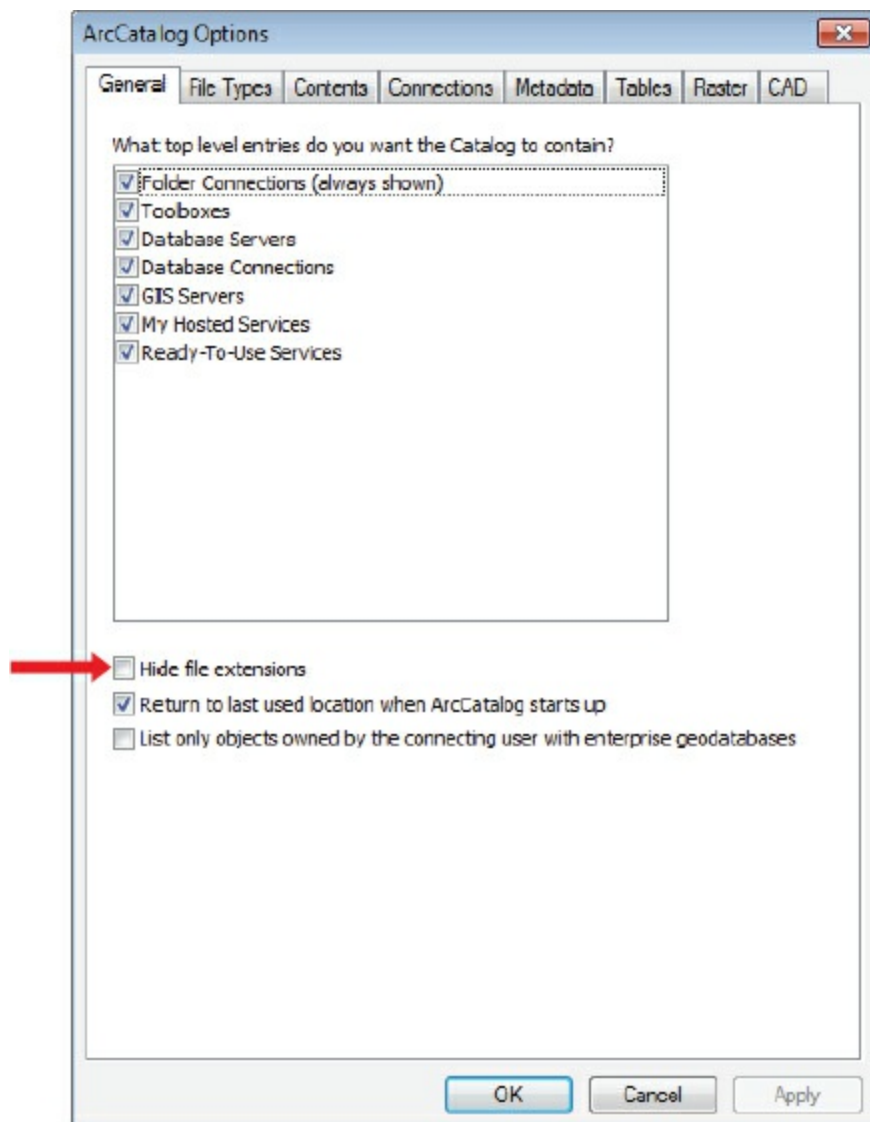 ArcCatalog Options
General File Types Contents Connections Metadata Tables Raster CAD
What top level entries do you want the Catalog to contain?
Folder Connections (always shown)
Toolboxes
Database Servers
Database Connections
GIS Servers
My Hosted Services
Ready-To-Use Services
Hide file extensions
Return to last used location when ArcCatalog starts up
List only objects owned by the connecting user with enterprise geodatabases
OK Cancel Apply